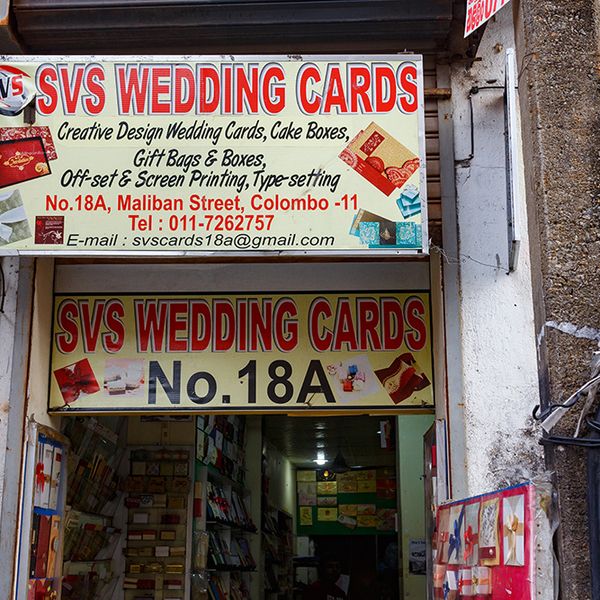 SVS
SVS WEDDING CARDS
Creative Design Wedding Cards, Cake Boxes,
Gift Bags & Boxes,
Off-set & Screen Printing, Type-setting
No.18A, Maliban Street, Colombo -11
Tel : 011-7262757
E-mail : svscards18a@gmail.com
SVS WEDDING CARDS
No.18A